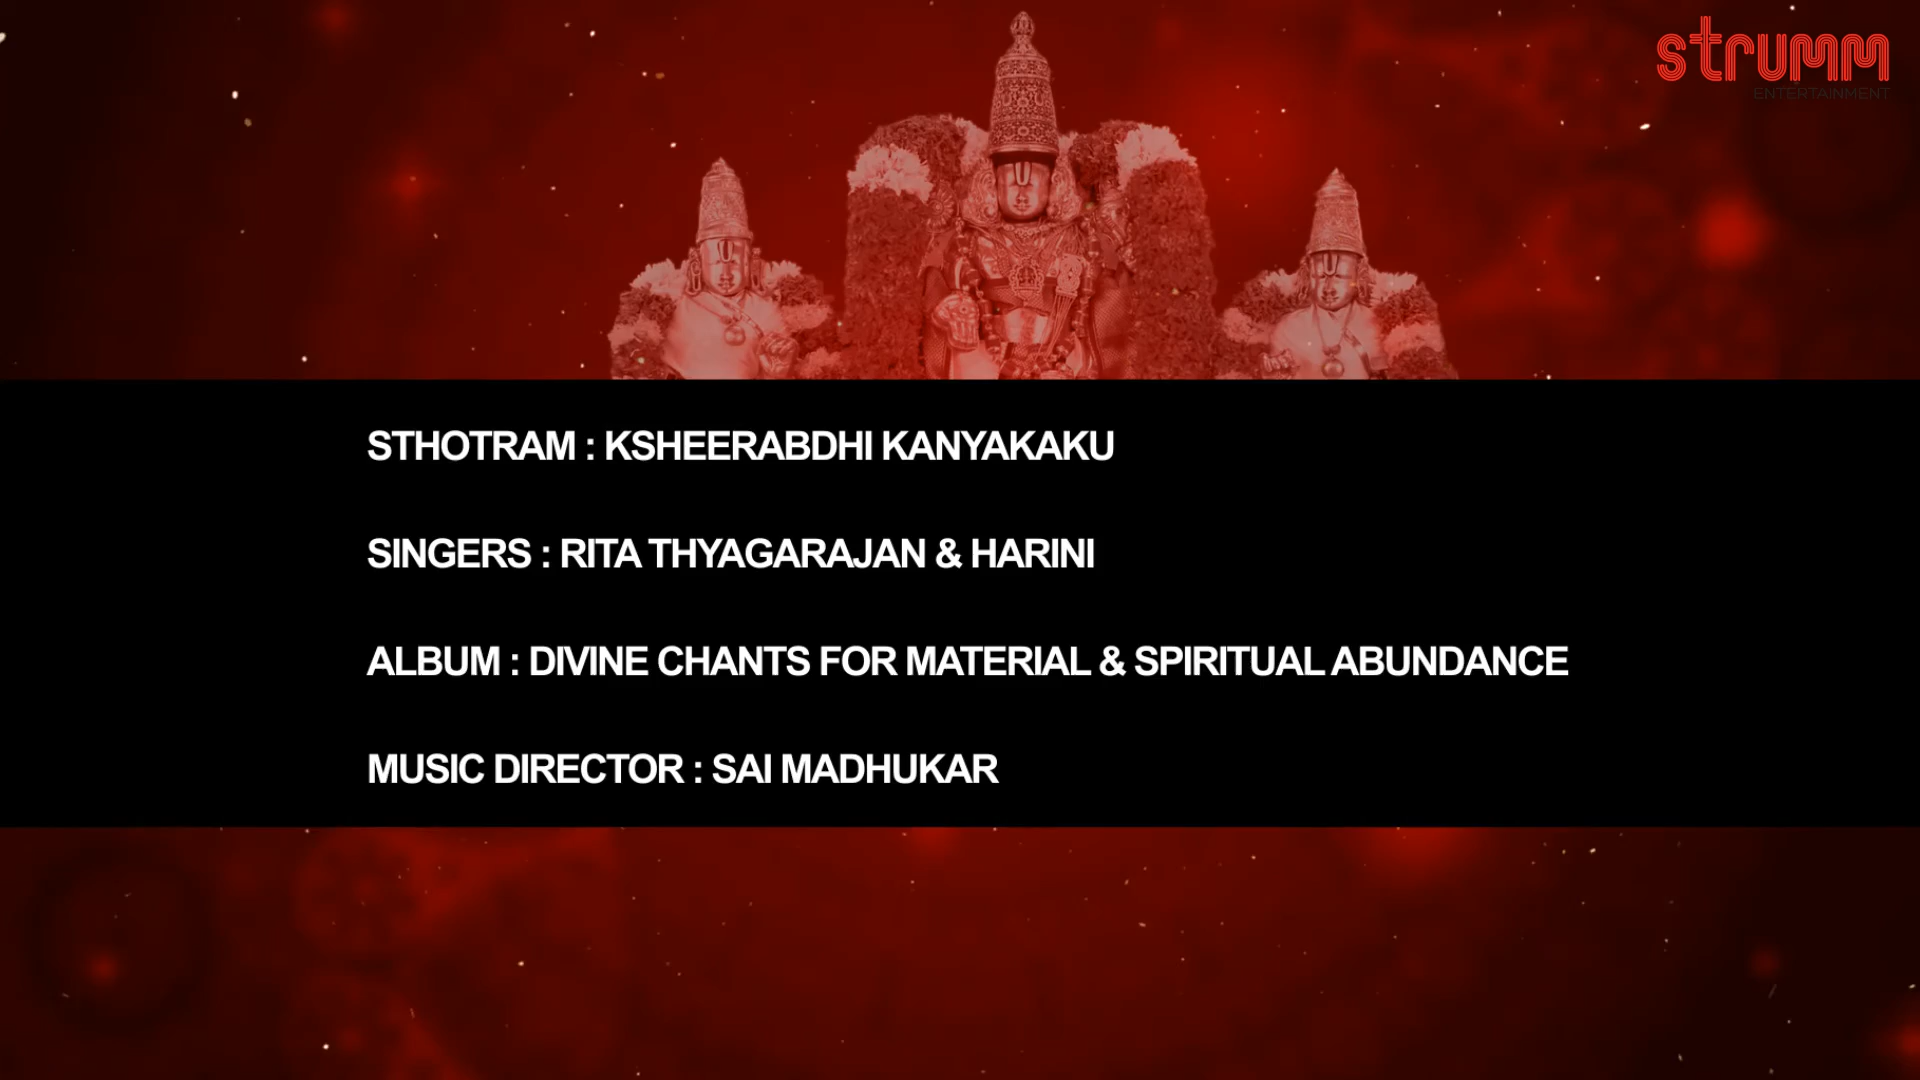 strumm
ENTERTAINMENT
STHOTRAM : KSHEERABDHI KANYAKAKU
SINGERS : RITA THYAGARAJAN & HARINI
ALBUM : DIVINE CHANTS FOR MATERIAL & SPIRITUAL ABUNDANCE
MUSIC DIRECTOR : SAI MADHUKAR